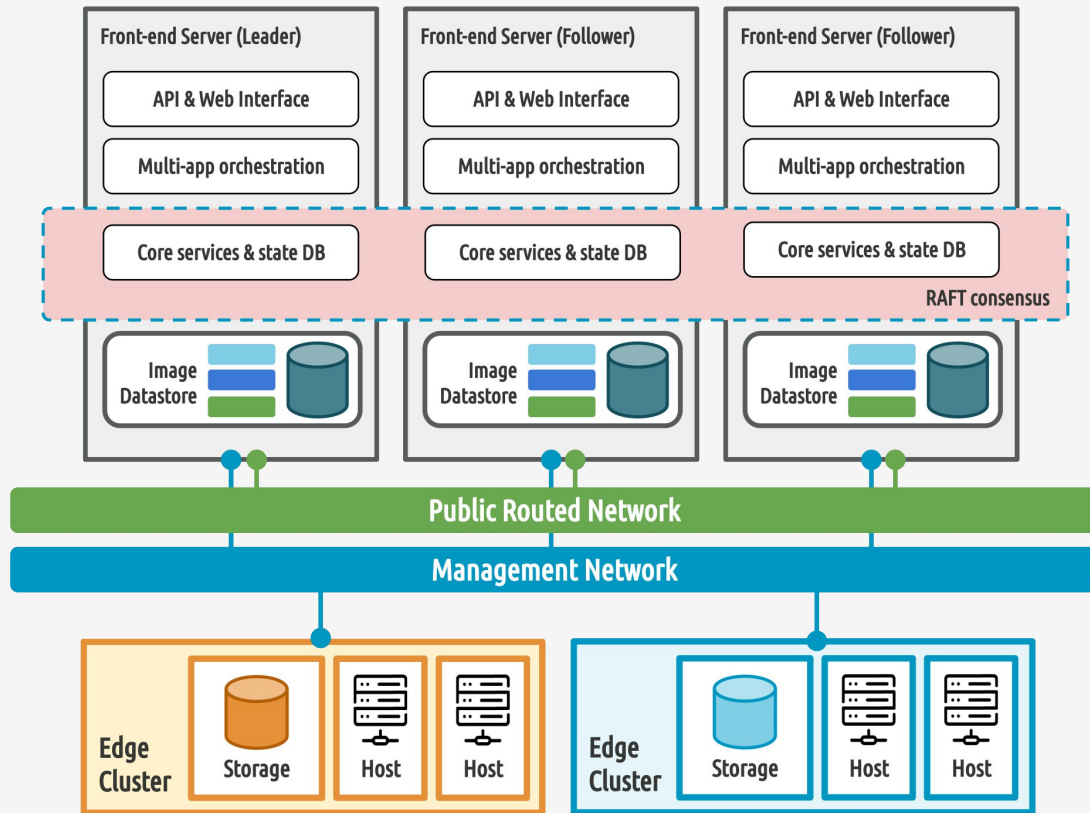 Front-end Server (Leader)
API & Web Interface
Multi-app orchestration
Core services & state DB
Image
Datastore
Front-end Server (Follower)
API & Web Interface
Multi-app orchestration
Core services & state DB
Image
Datastore
Front-end Server (Follower)
API & Web Interface
Multi-app orchestration
Core services & state DB
RAFT consensus
Image
Datastore
Public Routed Network
Management Network
Edge
Cluster
Storage
Host
Host
Edge
Cluster
Storage
Host
Host